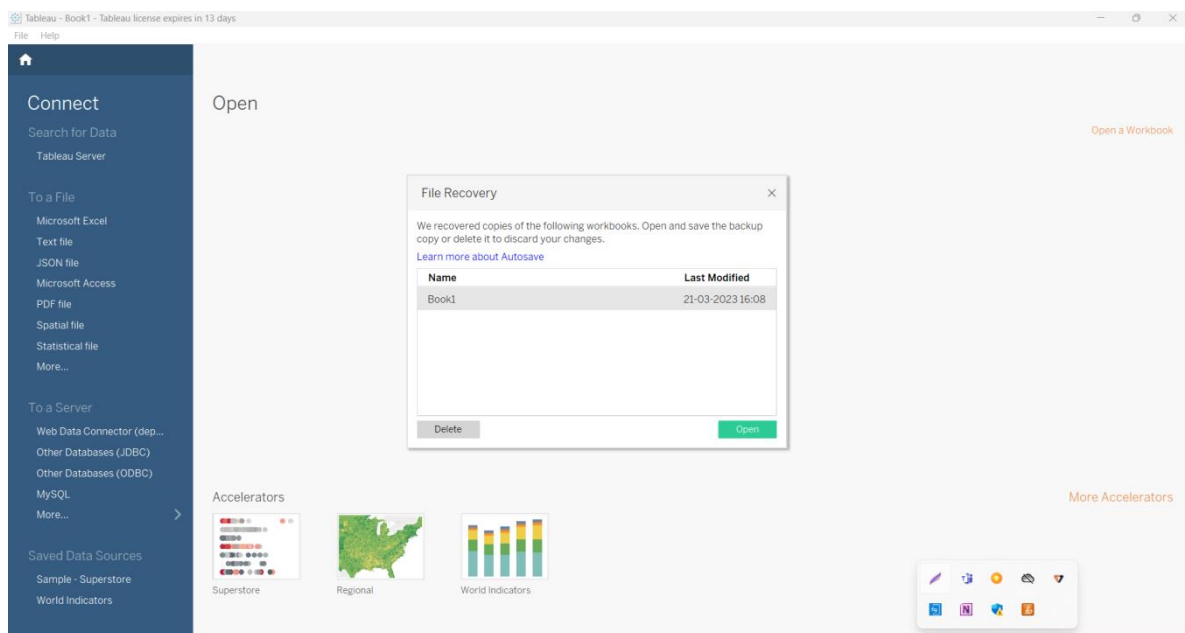 Tableau - Book1 - Tableau license expires in 13 days
File Help
Connect
Search for Data
Tableau Server
To a File
Microsoft Excel
Text file
JSON file
Microsoft Access
PDF file
Spatial file
Statistical file
More...
To a Server
Web Data Connector (dep...
Other Databases (JDBC)
Other Databases (ODBC)
MySQL
More...
Saved Data Sources
Sample - Superstore
World Indicators
Open
Open a Workbook
File Recovery
We recovered copies of the following workbooks. Open and save the backup
copy or delete it to discard your changes.
Learn more about Autosave
Name Last Modified
Book1 21-03-2023 16:08
Delete Open
Accelerators More Accelerators
Superstore Regional World Indicators